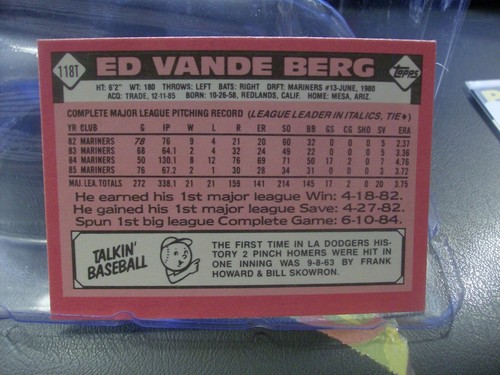 118T
ED VANDE BERG
Topps
HT: 6'2" WT: 180 THROWS: LEFT BATS: RIGHT DRFT: MARINERS #13-JUNE, 1980
ACQ: TRADE, 12-11-85 BORN: 10-26-58, REDLANDS, CALIF. HOME: MESA, ARIZ.
COMPLETE MAJOR LEAGUE PITCHING RECORD (LEAGUE LEADER IN ITALICS, TIE♦)
YR CLUB G IP W L R ER SO BB GS CG SHO SV ERA
82 MARINERS 78 76 9 4 21 20 60 32 0 0 0 5 2.37
83 MARINERS 68 64.1 2 4 32 24 49 22 0 0 0 5 3.36
84 MARINERS 50 130.1 8 12 76 69 71 50 17 2 0 7 4.76
85 MARINERS 76 67.2 2 1 30 28 34 31 0 0 0 3 3.72
MAJ. LEA. TOTALS 272 338.1 21 21 159 141 214 145 17 2 0 20 3.75
He earned his 1st major league Win: 4-18-82.
He gained his 1st major league Save: 4-27-82.
Spun 1st big league Complete Game: 6-10-84.
TALKIN'
BASEBALL
THE FIRST TIME IN LA DODGERS HIS-
TORY 2 PINCH HOMERS WERE HIT IN
ONE INNING WAS 9-8-63 BY FRANK
HOWARD & BILL SKOWRON.